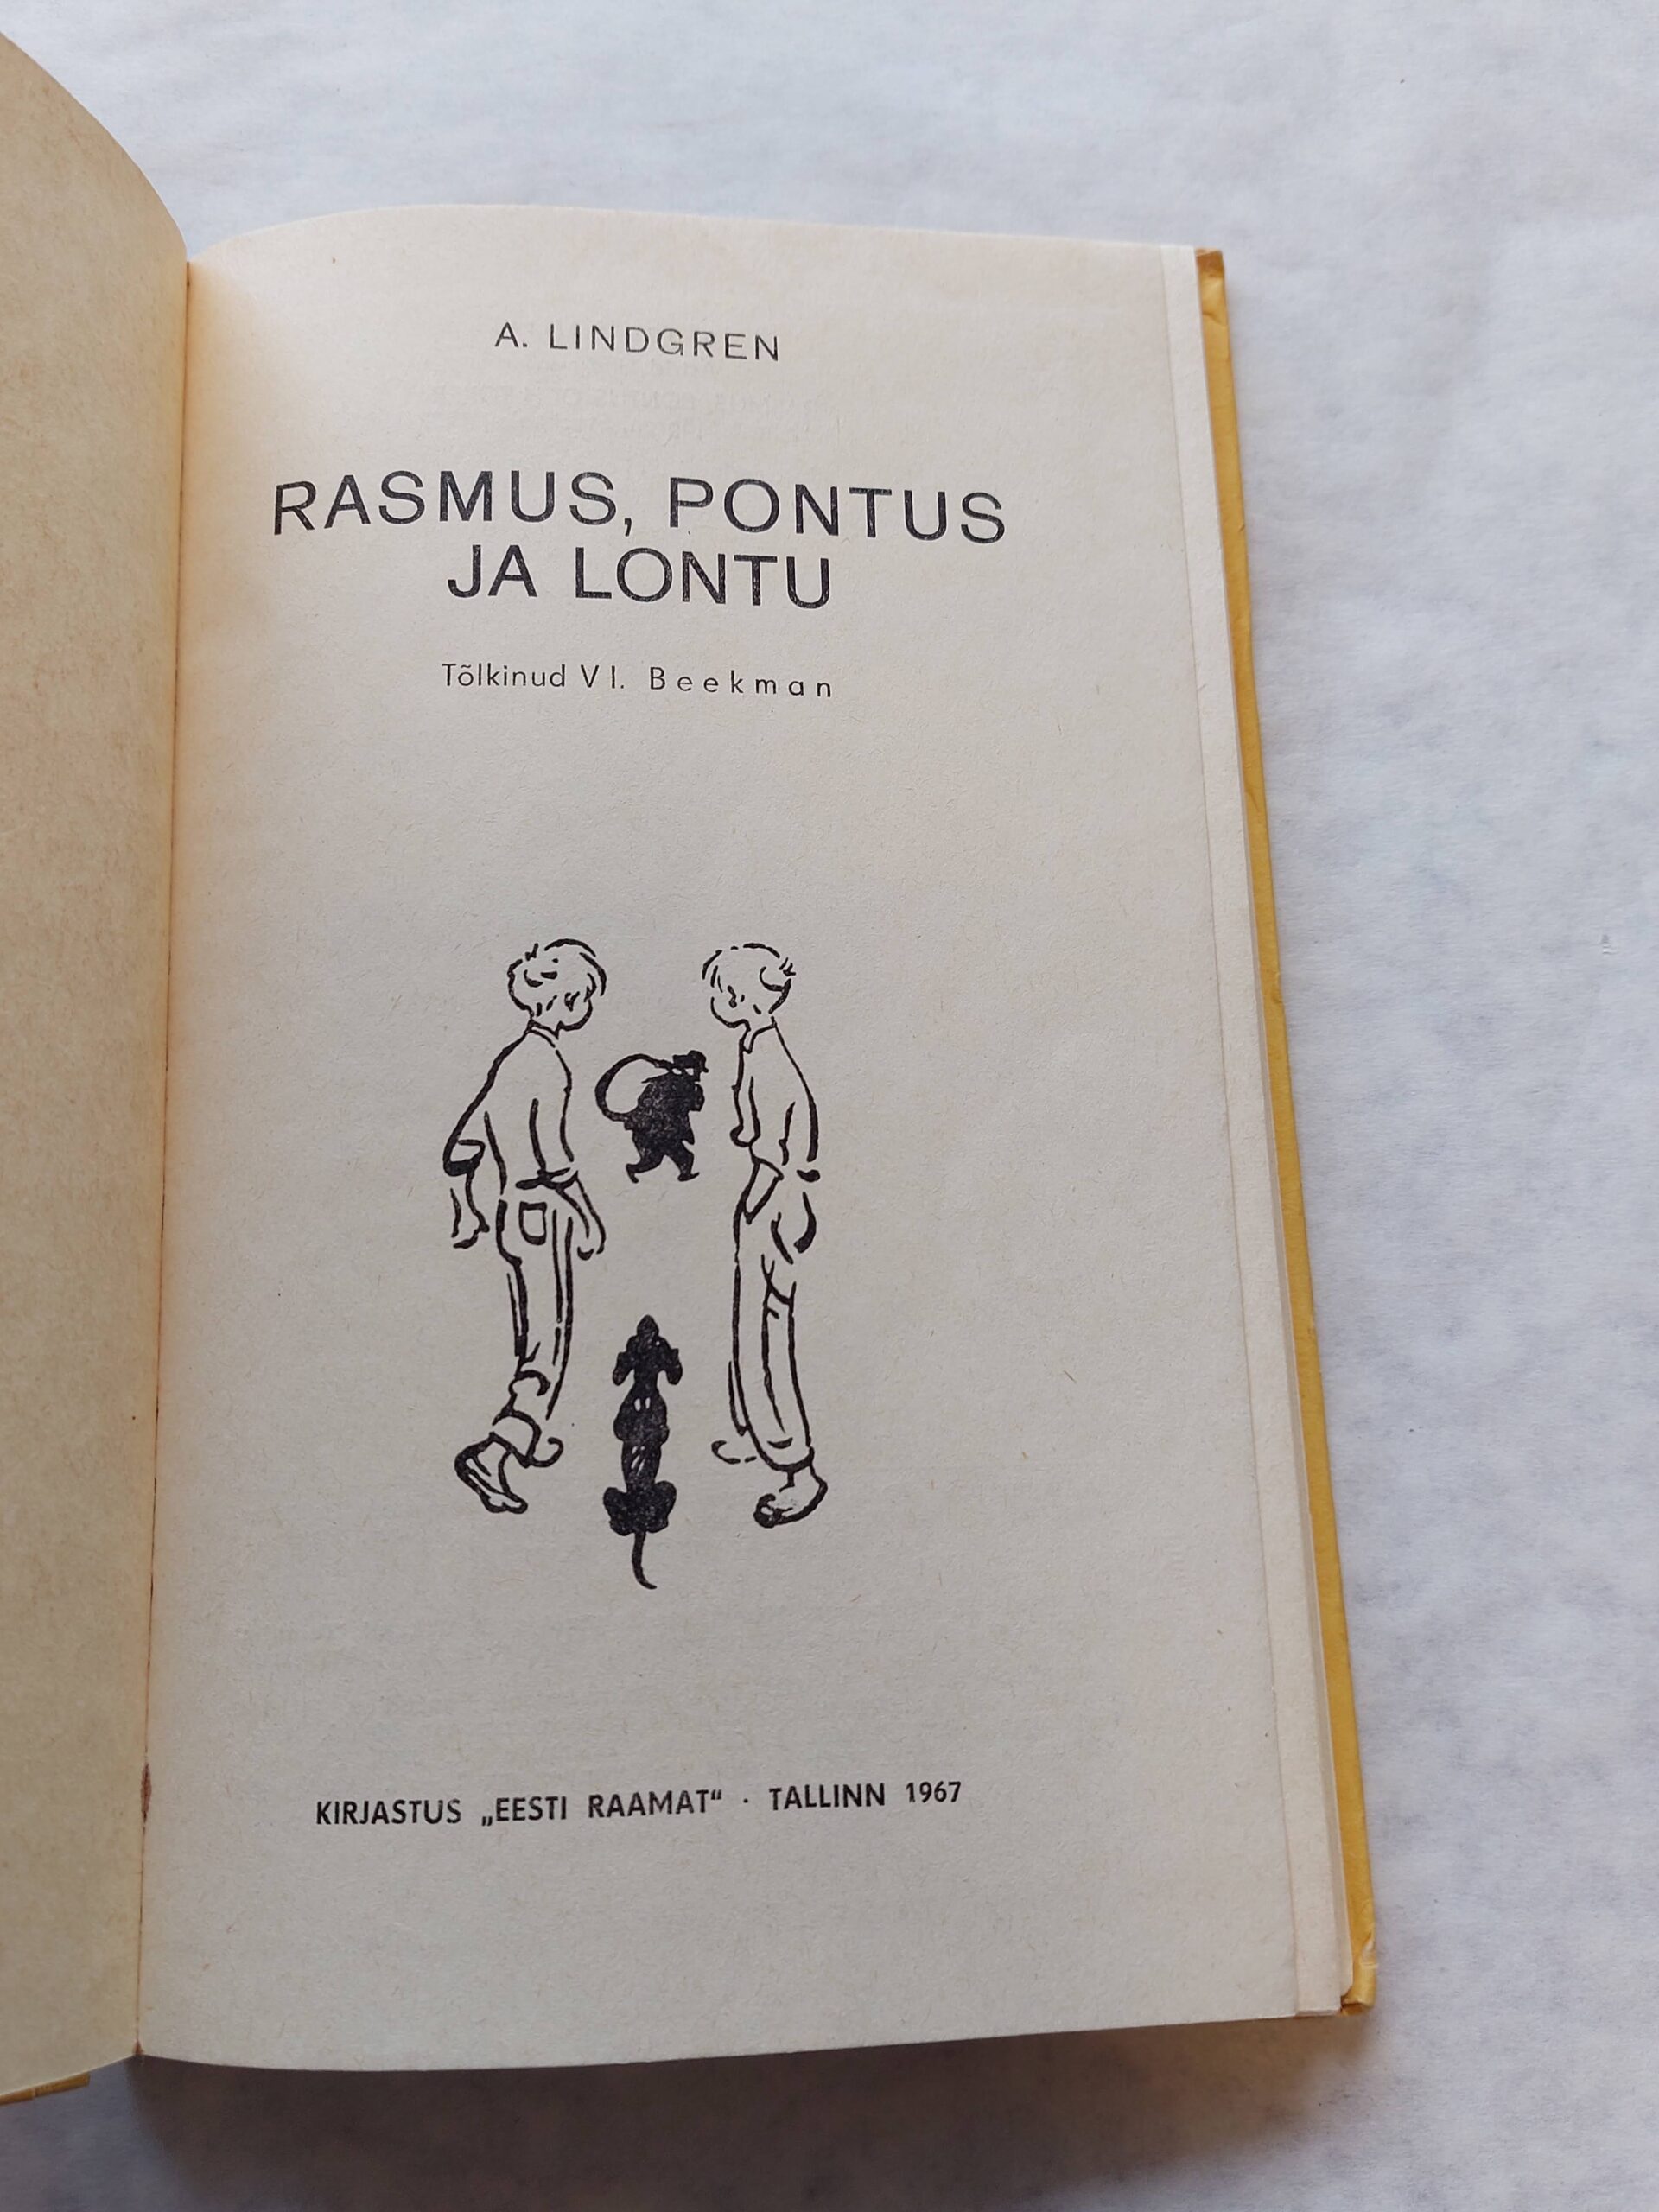 A. LINDGREN
RASMUS, PONTUS
JA LONTU
Tõlkinud Vl. Beekman
KIRJASTUS „EESTI RAAMAT“ · TALLINN 1967